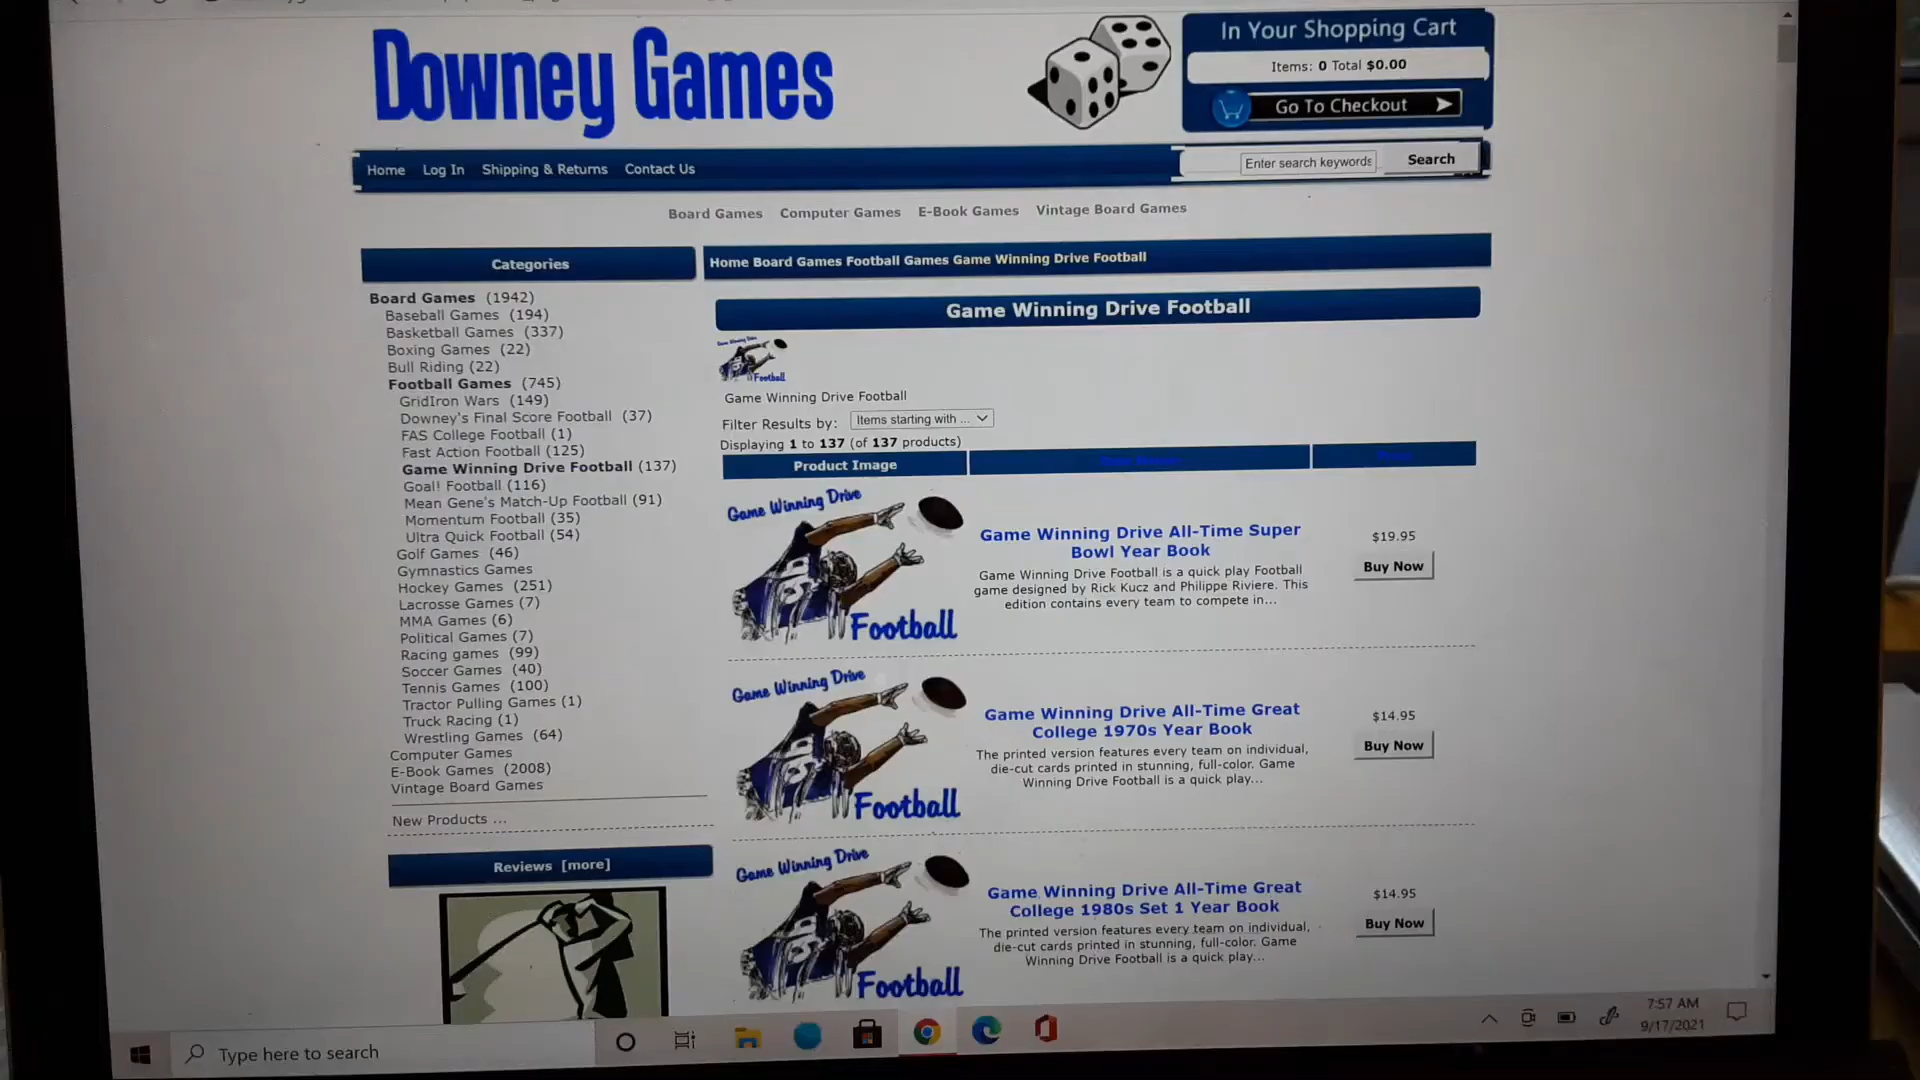 Downey Games
In Your Shopping Cart
Items: 0 Total $0.00
Go To Checkout
Home Log In Shipping & Returns Contact Us
Enter search keywords Search
Board Games Computer Games E-Book Games Vintage Board Games
Categories
Board Games (1942)
Baseball Games (194)
Basketball Games (337)
Boxing Games (22)
Bull Riding (22)
Football Games (745)
GridIron Wars (149)
Downey's Final Score Football (37)
FAS College Football (1)
Fast Action Football (125)
Game Winning Drive Football (137)
Goal! Football (116)
Mean Gene's Match-Up Football (91)
Momentum Football (35)
Ultra Quick Football (54)
Golf Games (46)
Gymnastics Games
Hockey Games (251)
Lacrosse Games (7)
MMA Games (6)
Political Games (7)
Racing games (99)
Soccer Games (40)
Tennis Games (100)
Tractor Pulling Games (1)
Truck Racing (1)
Wrestling Games (64)
Computer Games
E-Book Games (2008)
Vintage Board Games
New Products ...
Reviews [more]
Home Board Games Football Games Game Winning Drive Football
Game Winning Drive Football
Game Winning Drive
Football
Game Winning Drive Football
Filter Results by: Items starting with ...
Displaying 1 to 137 (of 137 products)
Product Image
Game Winning Drive
Football
Game Winning Drive All-Time Super
Bowl Year Book
Game Winning Drive Football is a quick play Football
game designed by Rick Kucz and Philippe Riviere. This
edition contains every team to compete in...
$19.95
Buy Now
Game Winning Drive
Football
Game Winning Drive All-Time Great
College 1970s Year Book
The printed version features every team on individual,
die-cut cards printed in stunning, full-color. Game
Winning Drive Football is a quick play...
$14.95
Buy Now
Game Winning Drive
Football
Game Winning Drive All-Time Great
College 1980s Set 1 Year Book
The printed version features every team on individual,
die-cut cards printed in stunning, full-color. Game
Winning Drive Football is a quick play...
$14.95
Buy Now
Type here to search
7:57 AM
9/17/2021